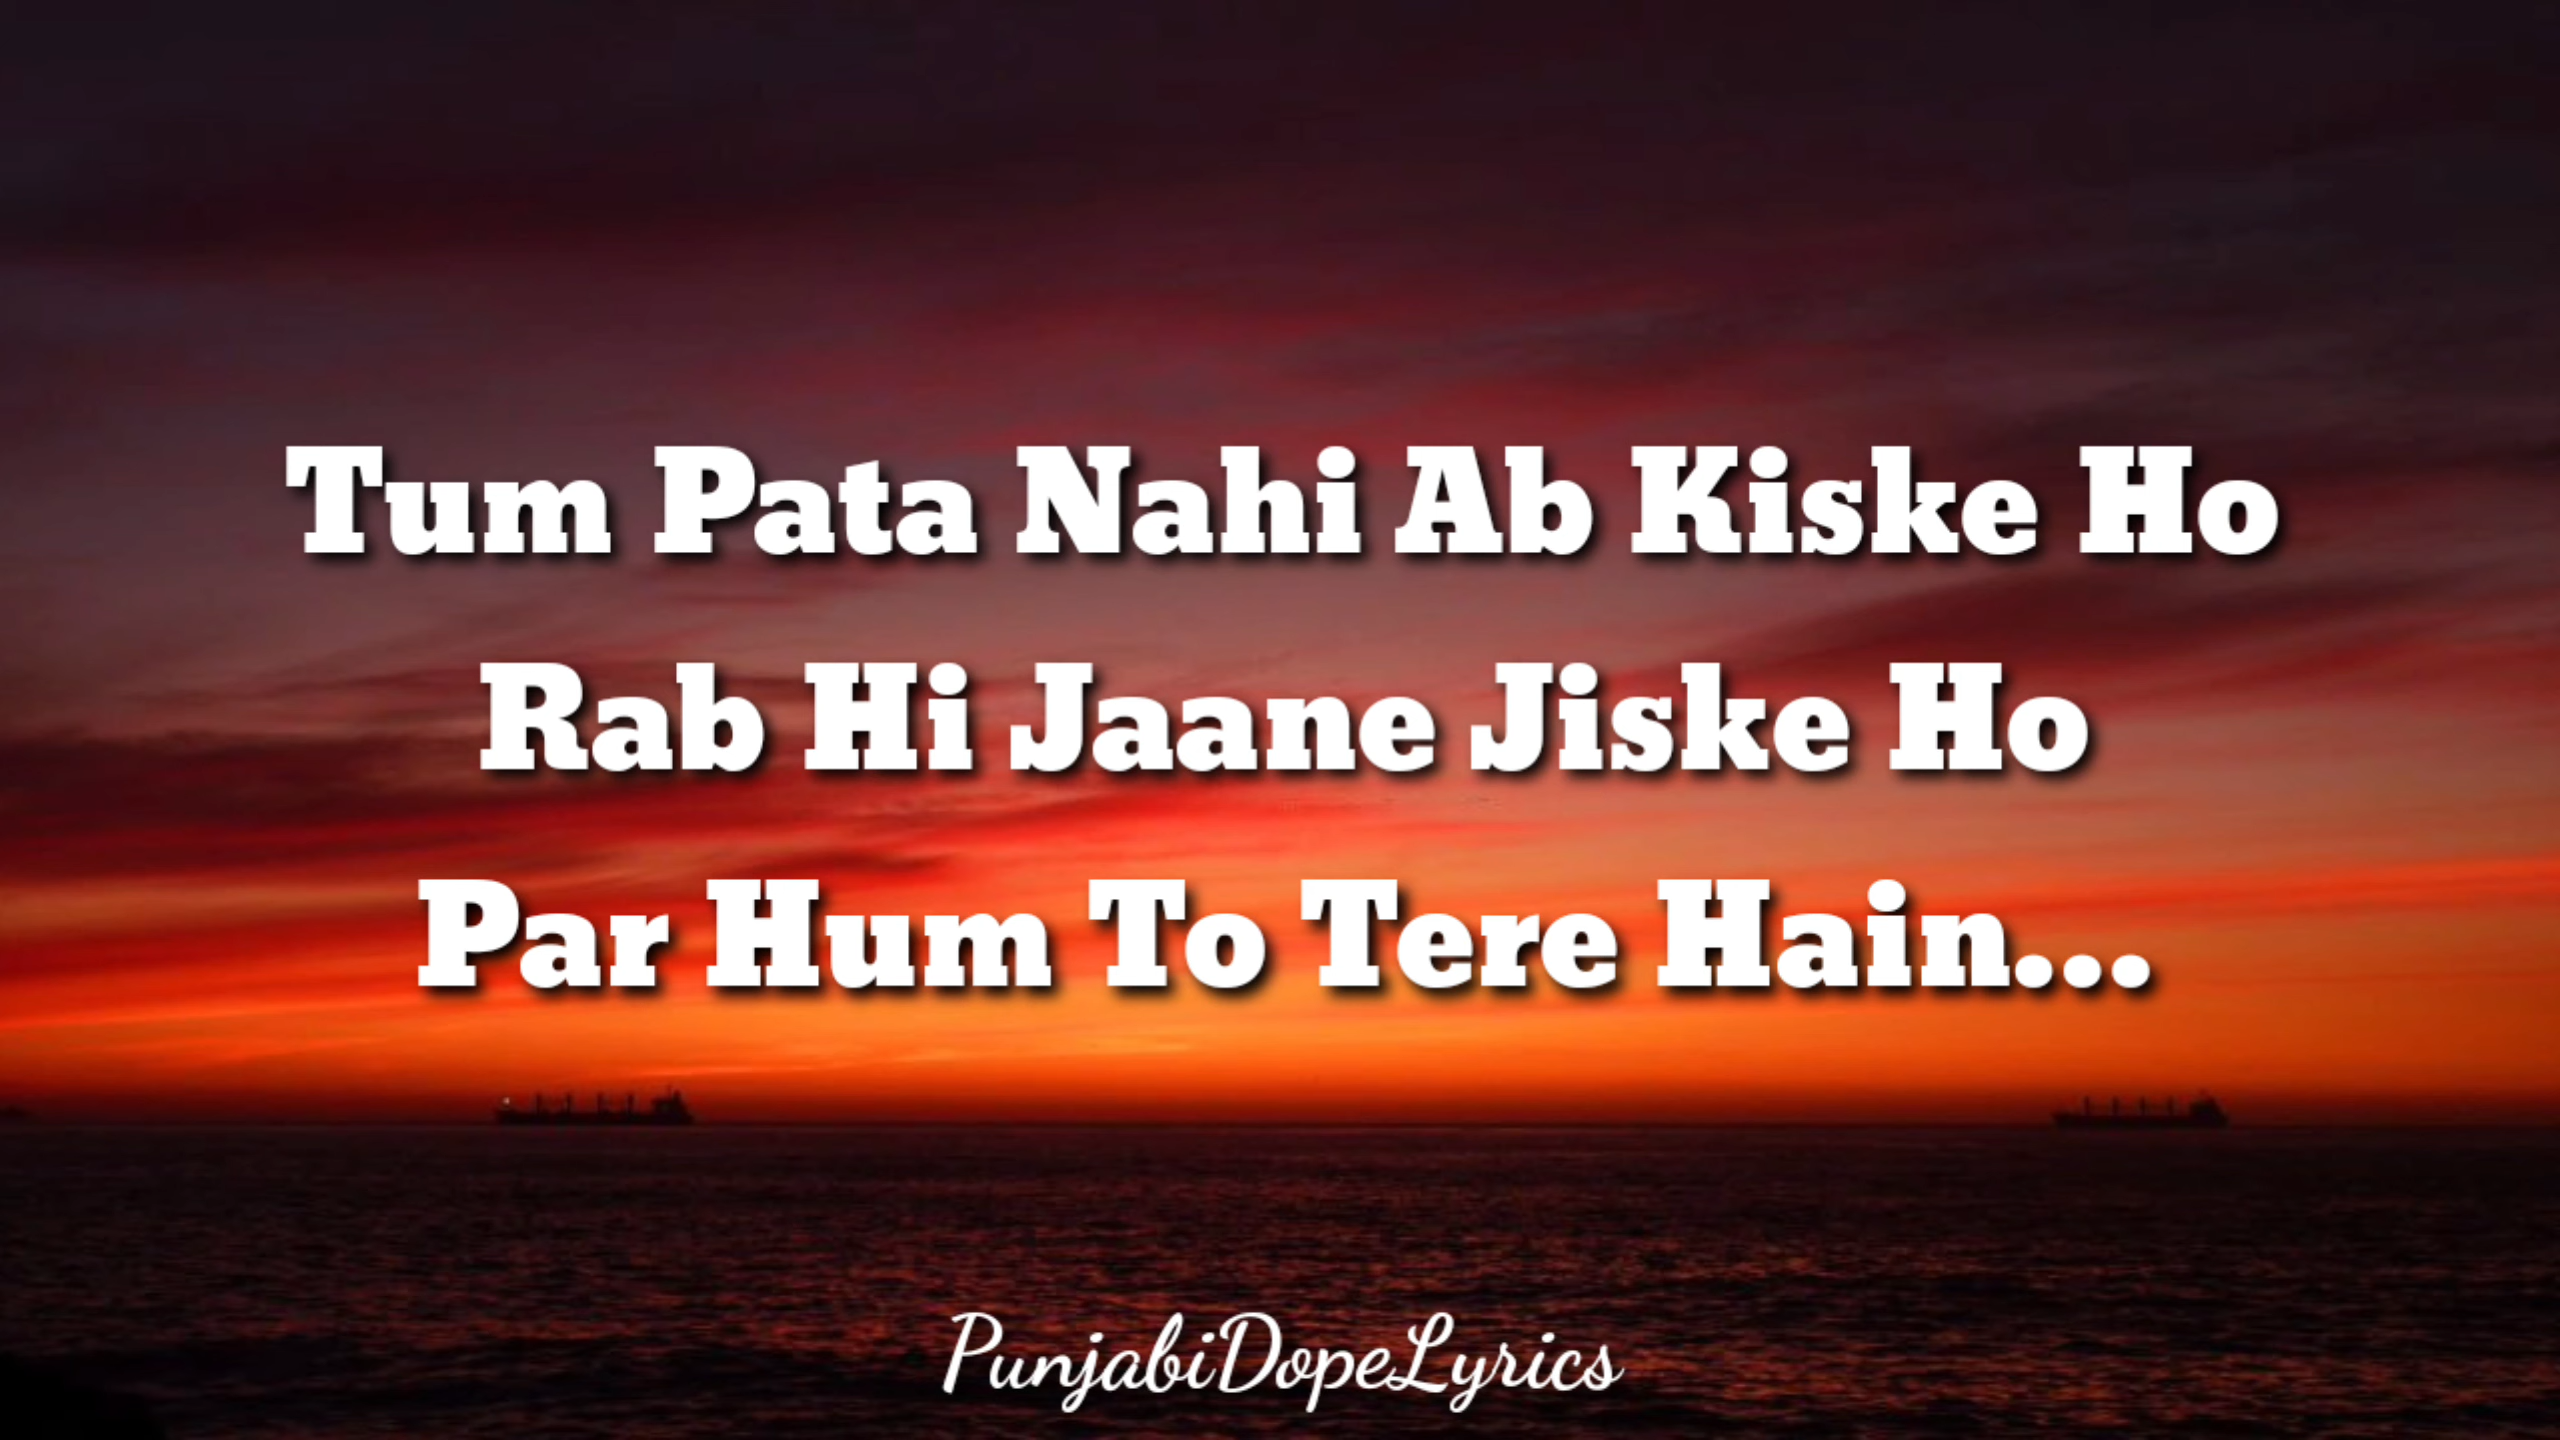 Tum Pata Nahi Ab Kiske Ho
Rab Hi Jaane Jiske Ho
Par Hum To Tere Hain...
PunjabiDopeLyrics